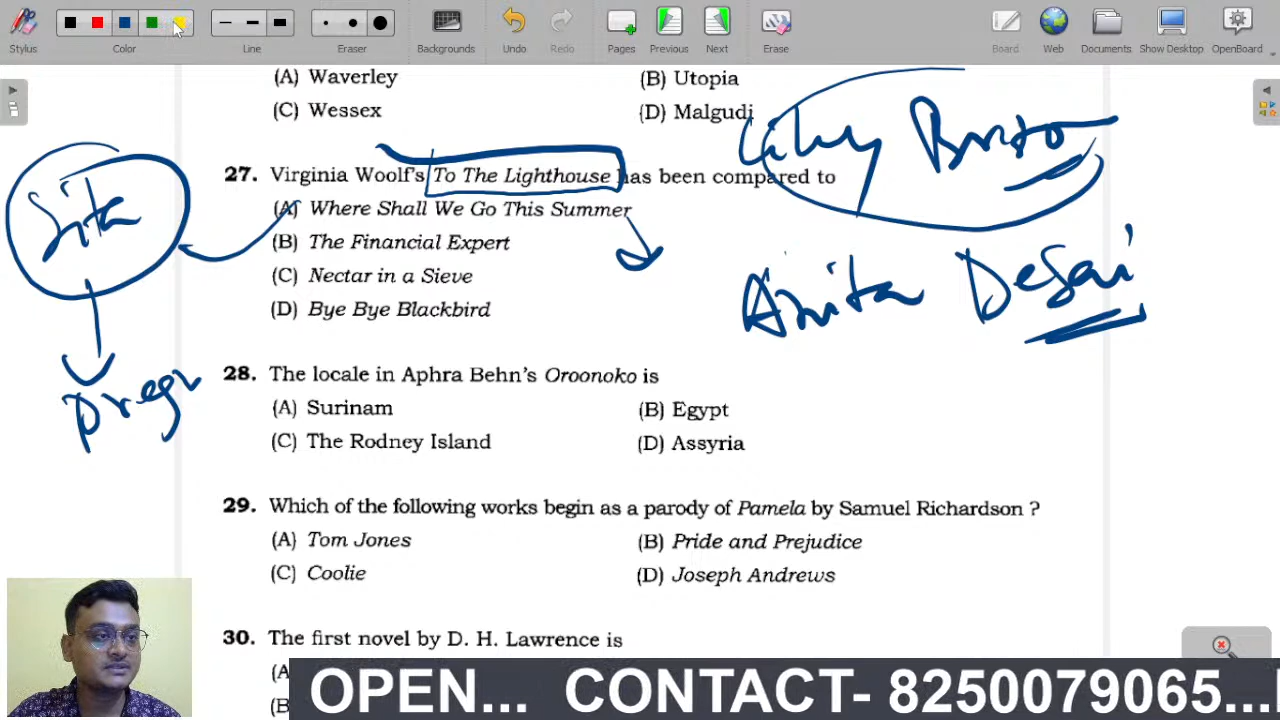 Stylus
Color
Line
Eraser
Backgrounds
Undo
Redo
Pages
Previous
Next
Erase
Board
Web
Documents
Show Desktop
OpenBoard
(A) Waverley (B) Utopia
(C) Wessex (D) Malgudi
27. Virginia Woolf's To The Lighthouse has been compared to
(A) Where Shall We Go This Summer
(B) The Financial Expert
(C) Nectar in a Sieve
(D) Bye Bye Blackbird
Sita
Pregn
Lily Briscoe
Anita Desai
28. The locale in Aphra Behn's Oroonoko is
(A) Surinam (B) Egypt
(C) The Rodney Island (D) Assyria
29. Which of the following works begin as a parody of Pamela by Samuel Richardson ?
(A) Tom Jones (B) Pride and Prejudice
(C) Coolie (D) Joseph Andrews
30. The first novel by D. H. Lawrence is
(A
(B
OPEN... CONTACT- 8250079065....